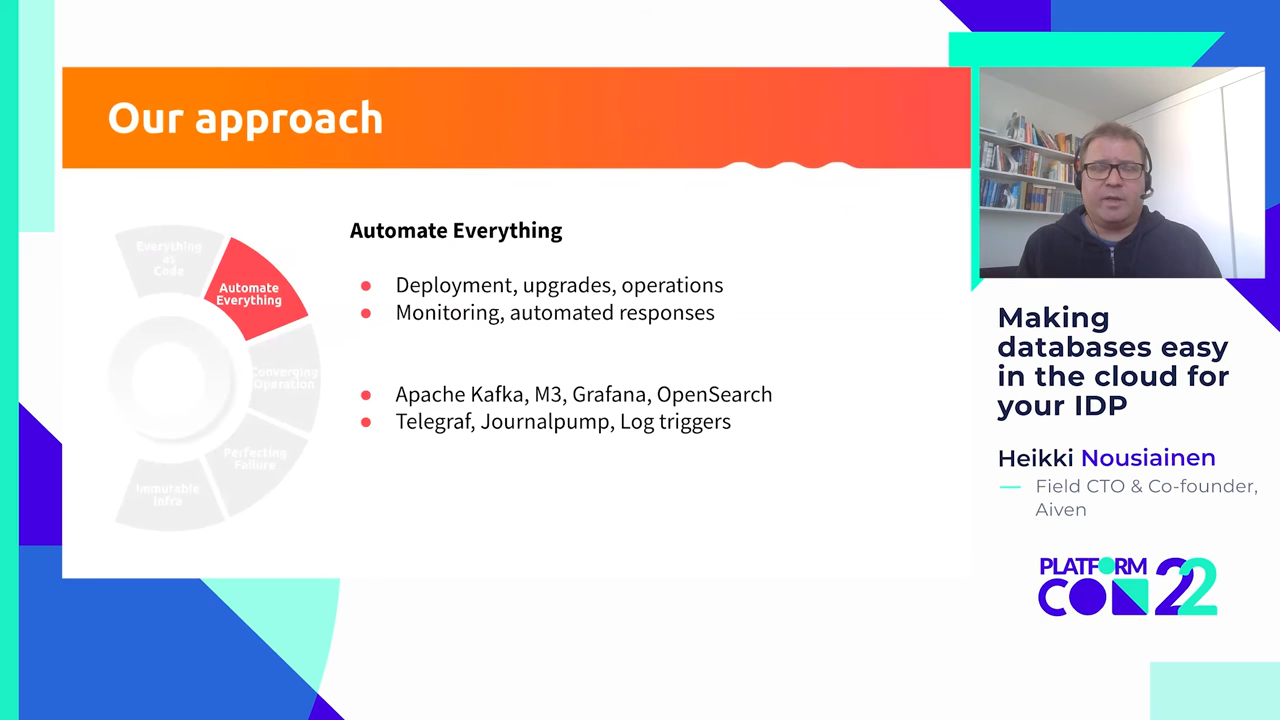 Our approach
Everything
as
Code
Automate
Everything
Converging
Operation
Perfecting
Failure
Immutable
Infra
Automate Everything
● Deployment, upgrades, operations
● Monitoring, automated responses
● Apache Kafka, M3, Grafana, OpenSearch
● Telegraf, Journalpump, Log triggers
Making
databases easy
in the cloud for
your IDP
Heikki Nousiainen
— Field CTO & Co-founder,
Aiven
PLATFORM
CON 22